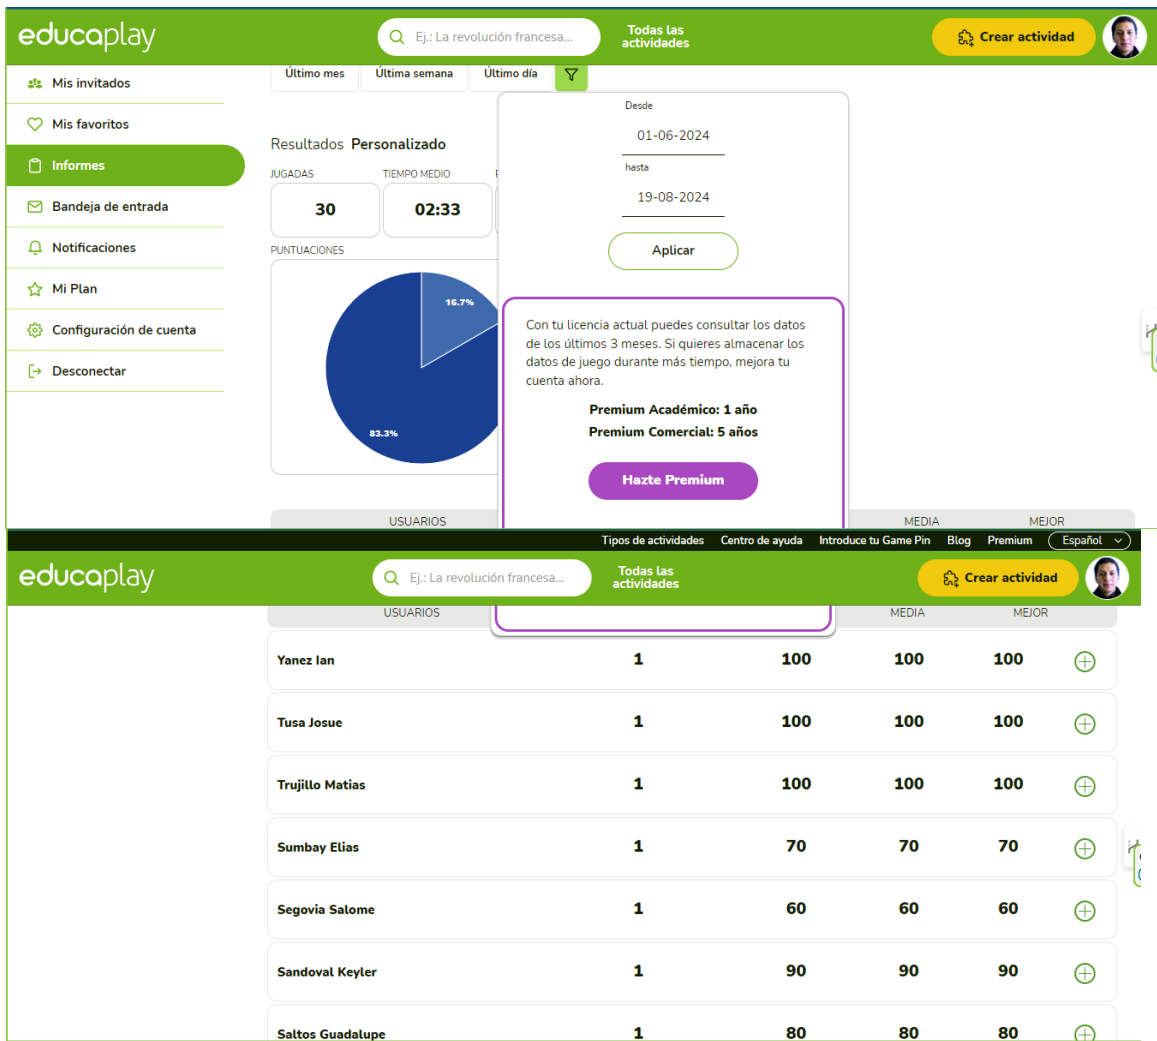 educaplay
Ej.: La revolución francesa...
Todas las
actividades
Crear actividad
Mis invitados
Mis favoritos
Informes
Bandeja de entrada
Notificaciones
Mi Plan
Configuración de cuenta
Desconectar
Último mes Última semana Último día
Resultados Personalizado
JUGADAS TIEMPO MEDIO
30 02:33
PUNTUACIONES
16.7%
83.3%
Desde
01-06-2024
hasta
19-08-2024
Aplicar
Con tu licencia actual puedes consultar los datos
de los últimos 3 meses. Si quieres almacenar los
datos de juego durante más tiempo, mejora tu
cuenta ahora.
Premium Académico: 1 año
Premium Comercial: 5 años
Hazte Premium
USUARIOS MEDIA MEJOR
Tipos de actividades Centro de ayuda Introduce tu Game Pin Blog Premium Español
educaplay
Ej.: La revolución francesa...
Todas las
actividades
Crear actividad
USUARIOS MEDIA MEJOR
Yanez Ian 1 100 100 100
Tusa Josue 1 100 100 100
Trujillo Matias 1 100 100 100
Sumbay Elias 1 70 70 70
Segovia Salome 1 60 60 60
Sandoval Keyler 1 90 90 90
Saltos Guadalupe 1 80 80 80